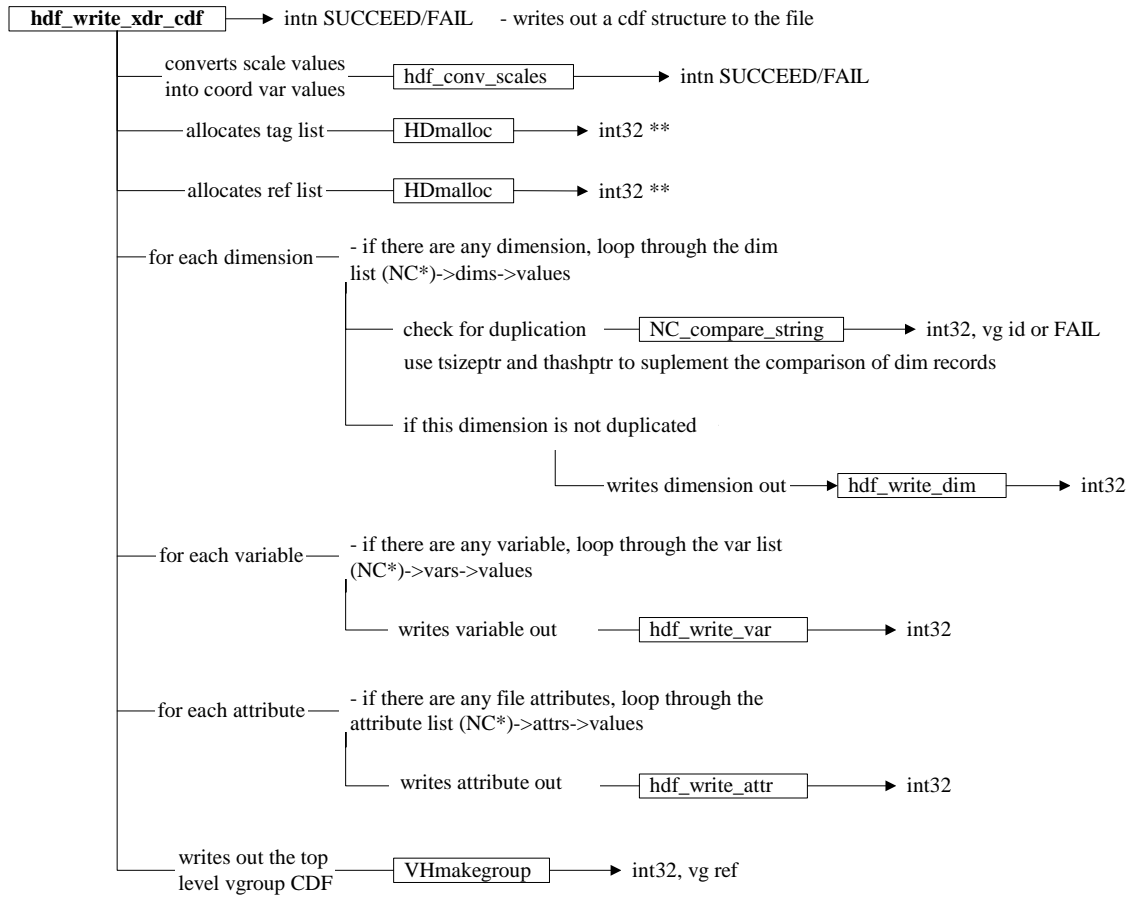 hdf_write_xdr_cdf intn SUCCEED/FAIL - writes out a cdf structure to the file
converts scale values
into coord var values
hdf_conv_scales intn SUCCEED/FAIL
allocates tag list HDmalloc int32 **
allocates ref list HDmalloc int32 **
for each dimension
- if there are any dimension, loop through the dim
list (NC*)->dims->values
check for duplication NC_compare_string int32, vg id or FAIL
use tsizeptr and thashptr to suplement the comparison of dim records
if this dimension is not duplicated
writes dimension out hdf_write_dim int32
for each variable
- if there are any variable, loop through the var list
(NC*)->vars->values
writes variable out hdf_write_var int32
for each attribute
- if there are any file attributes, loop through the
attribute list (NC*)->attrs->values
writes attribute out hdf_write_attr int32
writes out the top
level vgroup CDF
VHmakegroup int32, vg ref